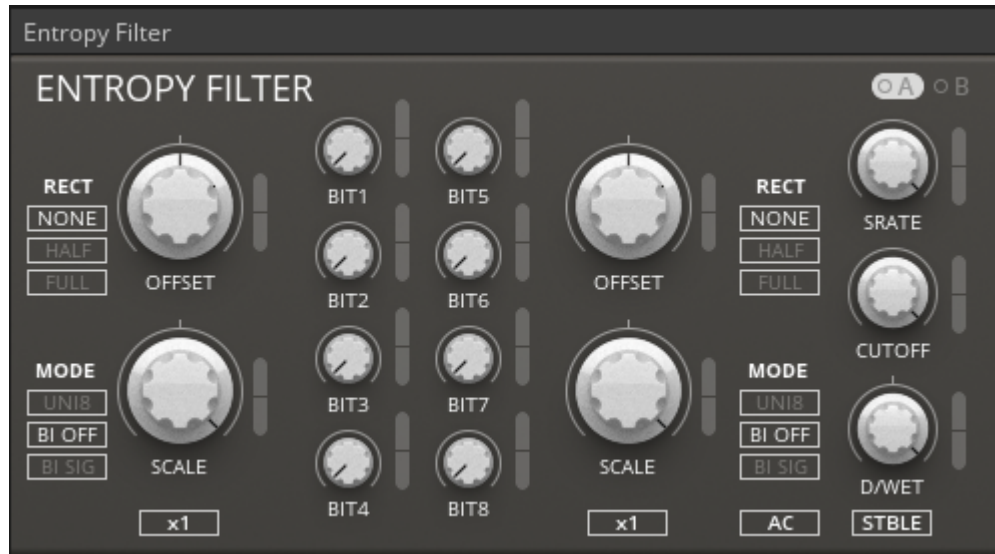 Entropy Filter
ENTROPY FILTER
A B
RECT
NONE
HALF
FULL
OFFSET
MODE
UNI8
BI OFF
BI SIG
SCALE
x1
BIT1 BIT5
BIT2 BIT6
BIT3 BIT7
BIT4 BIT8
OFFSET
RECT
NONE
HALF
FULL
SCALE
x1
MODE
UNI8
BI OFF
BI SIG
AC
SRATE
CUTOFF
D/WET
STBLE